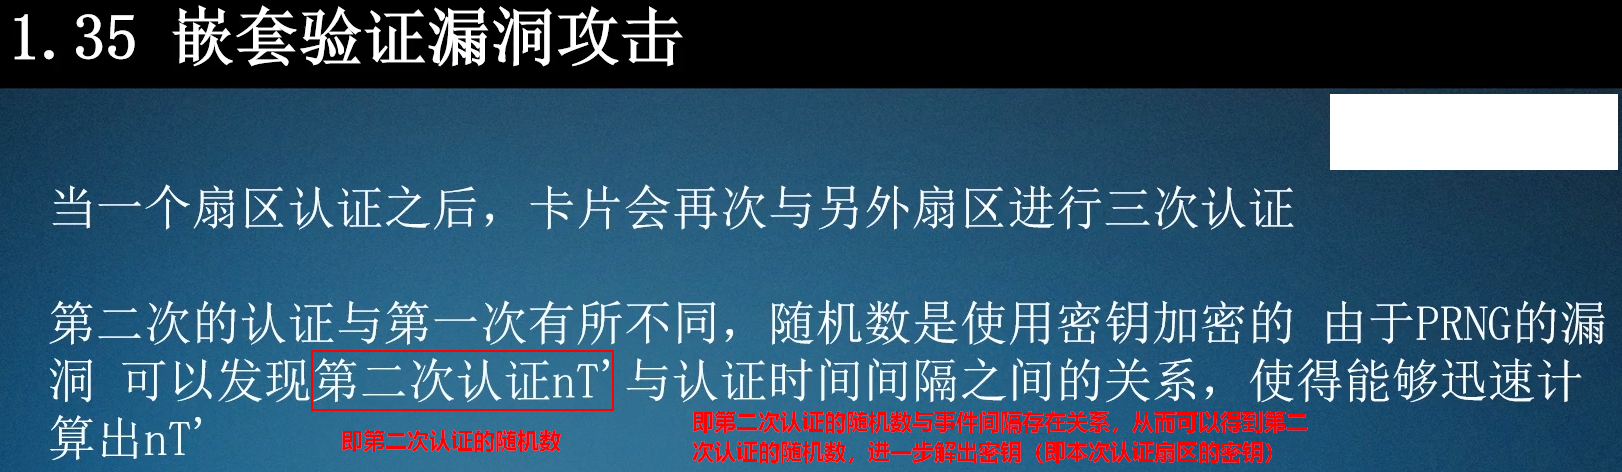 1.35 嵌套验证漏洞攻击
当一个扇区认证之后，卡片会再次与另外扇区进行三次认证
第二次的认证与第一次有所不同，随机数是使用密钥加密的 由于PRNG的漏
洞 可以发现第二次认证nT’与认证时间间隔之间的关系，使得能够迅速计
算出nT’
即第二次认证的随机数
即第二次认证的随机数与事件间隔存在关系，从而可以得到第二
次认证的随机数，进一步解出密钥（即本次认证扇区的密钥）